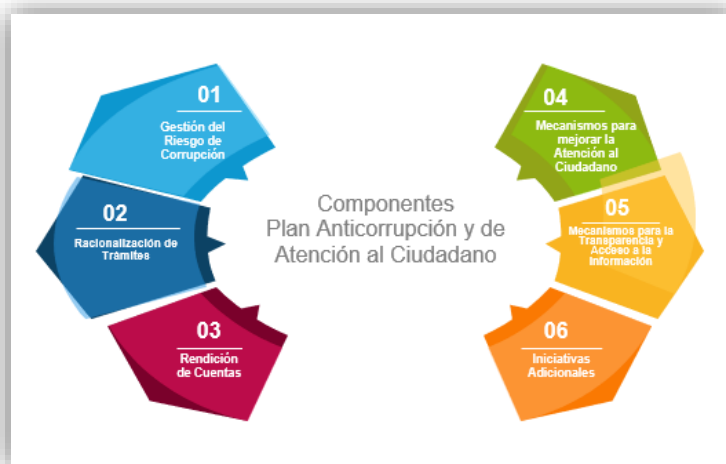 01
Gestión del
Riesgo de
Corrupción
02
Racionalización de
Trámites
03
Rendición
de Cuentas
Componentes
Plan Anticorrupción y de
Atención al Ciudadano
04
Mecanismos para
mejorar la
Atención al
Ciudadano
05
Mecanismos para la
Transparencia y
Acceso a la
Información
06
Iniciativas
Adicionales